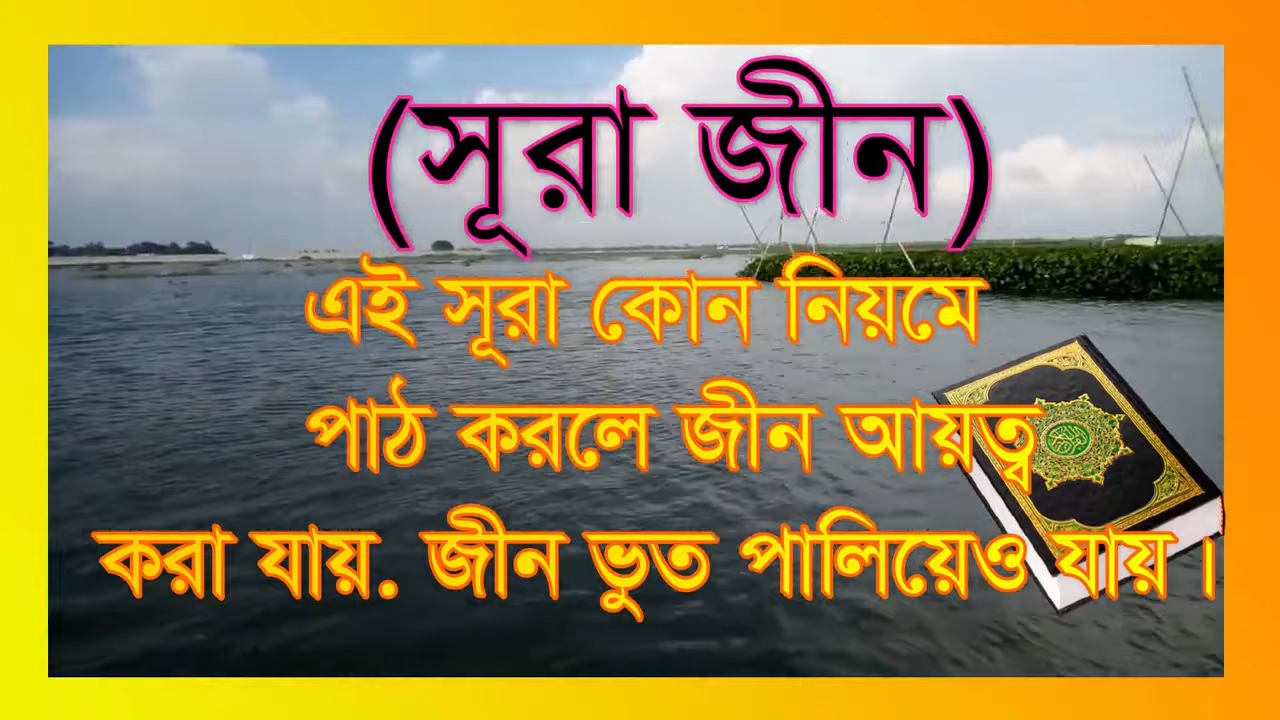 (সূরা জীন)
এই সূরা কোন নিয়মে
পাঠ করলে জীন আয়ত্ব
করা যায়. জীন ভুত পালিয়েও যায়।